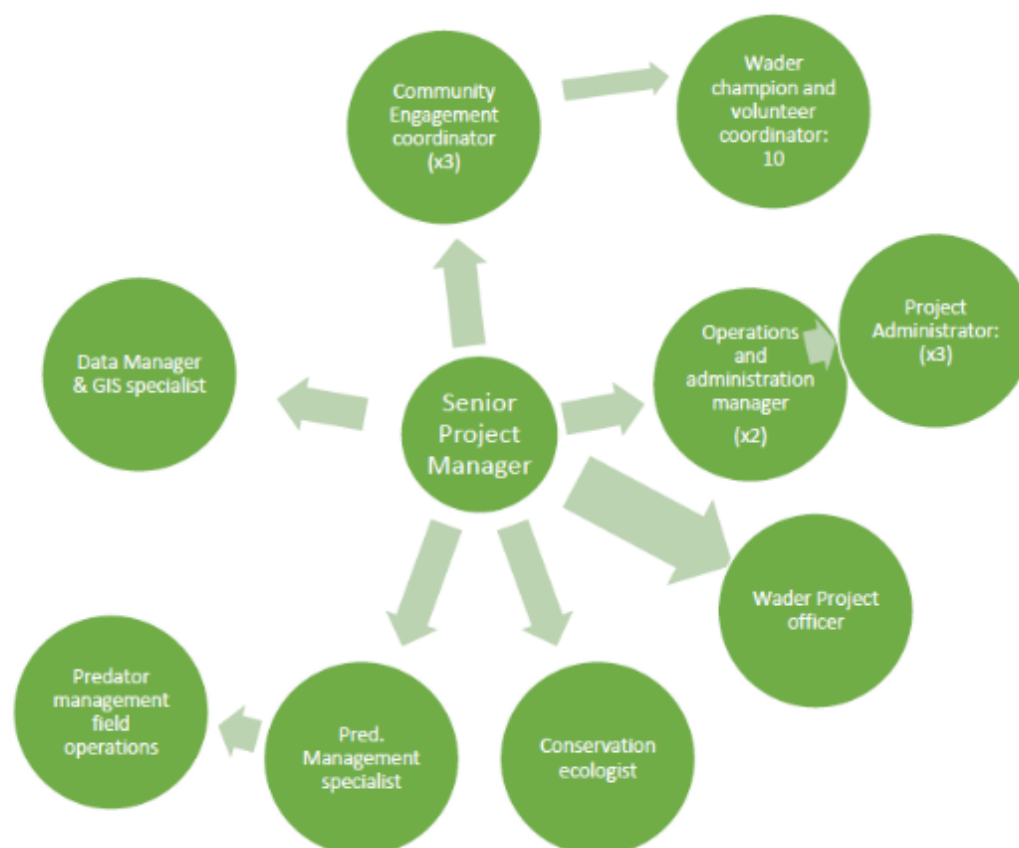 Community
Engagement
coordinator
(x3)
Wader
champion and
volunteer
coordinator:
10
Project
Administrator:
(x3)
Operations
and
administration
manager
(x2)
Data Manager
& GIS specialist
Senior
Project
Manager
Wader Project
officer
Predator
management
field
operations
Pred.
Management
specialist
Conservation
ecologist